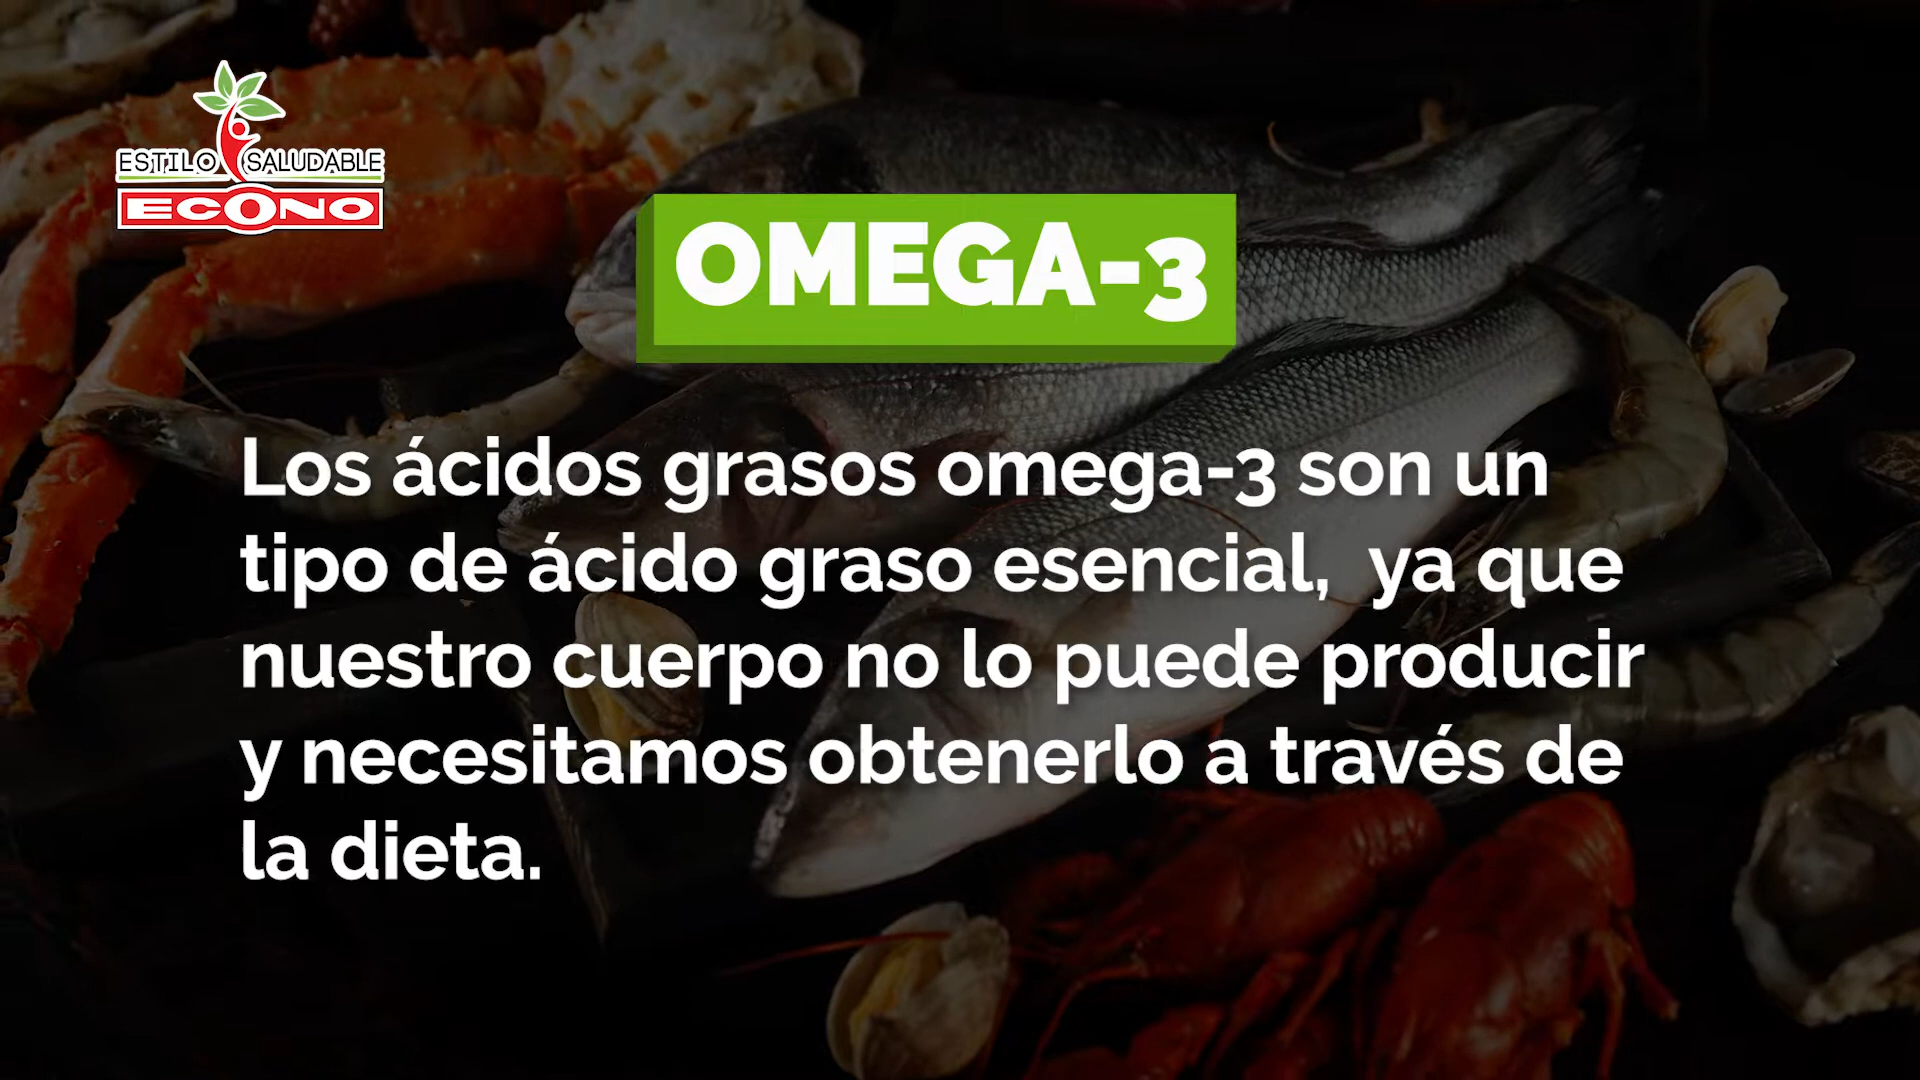 ESTILO SALUDABLE
ECONO
OMEGA-3
Los ácidos grasos omega-3 son un
tipo de ácido graso esencial,  ya que
nuestro cuerpo no lo puede producir
y necesitamos obtenerlo a través de
la dieta.